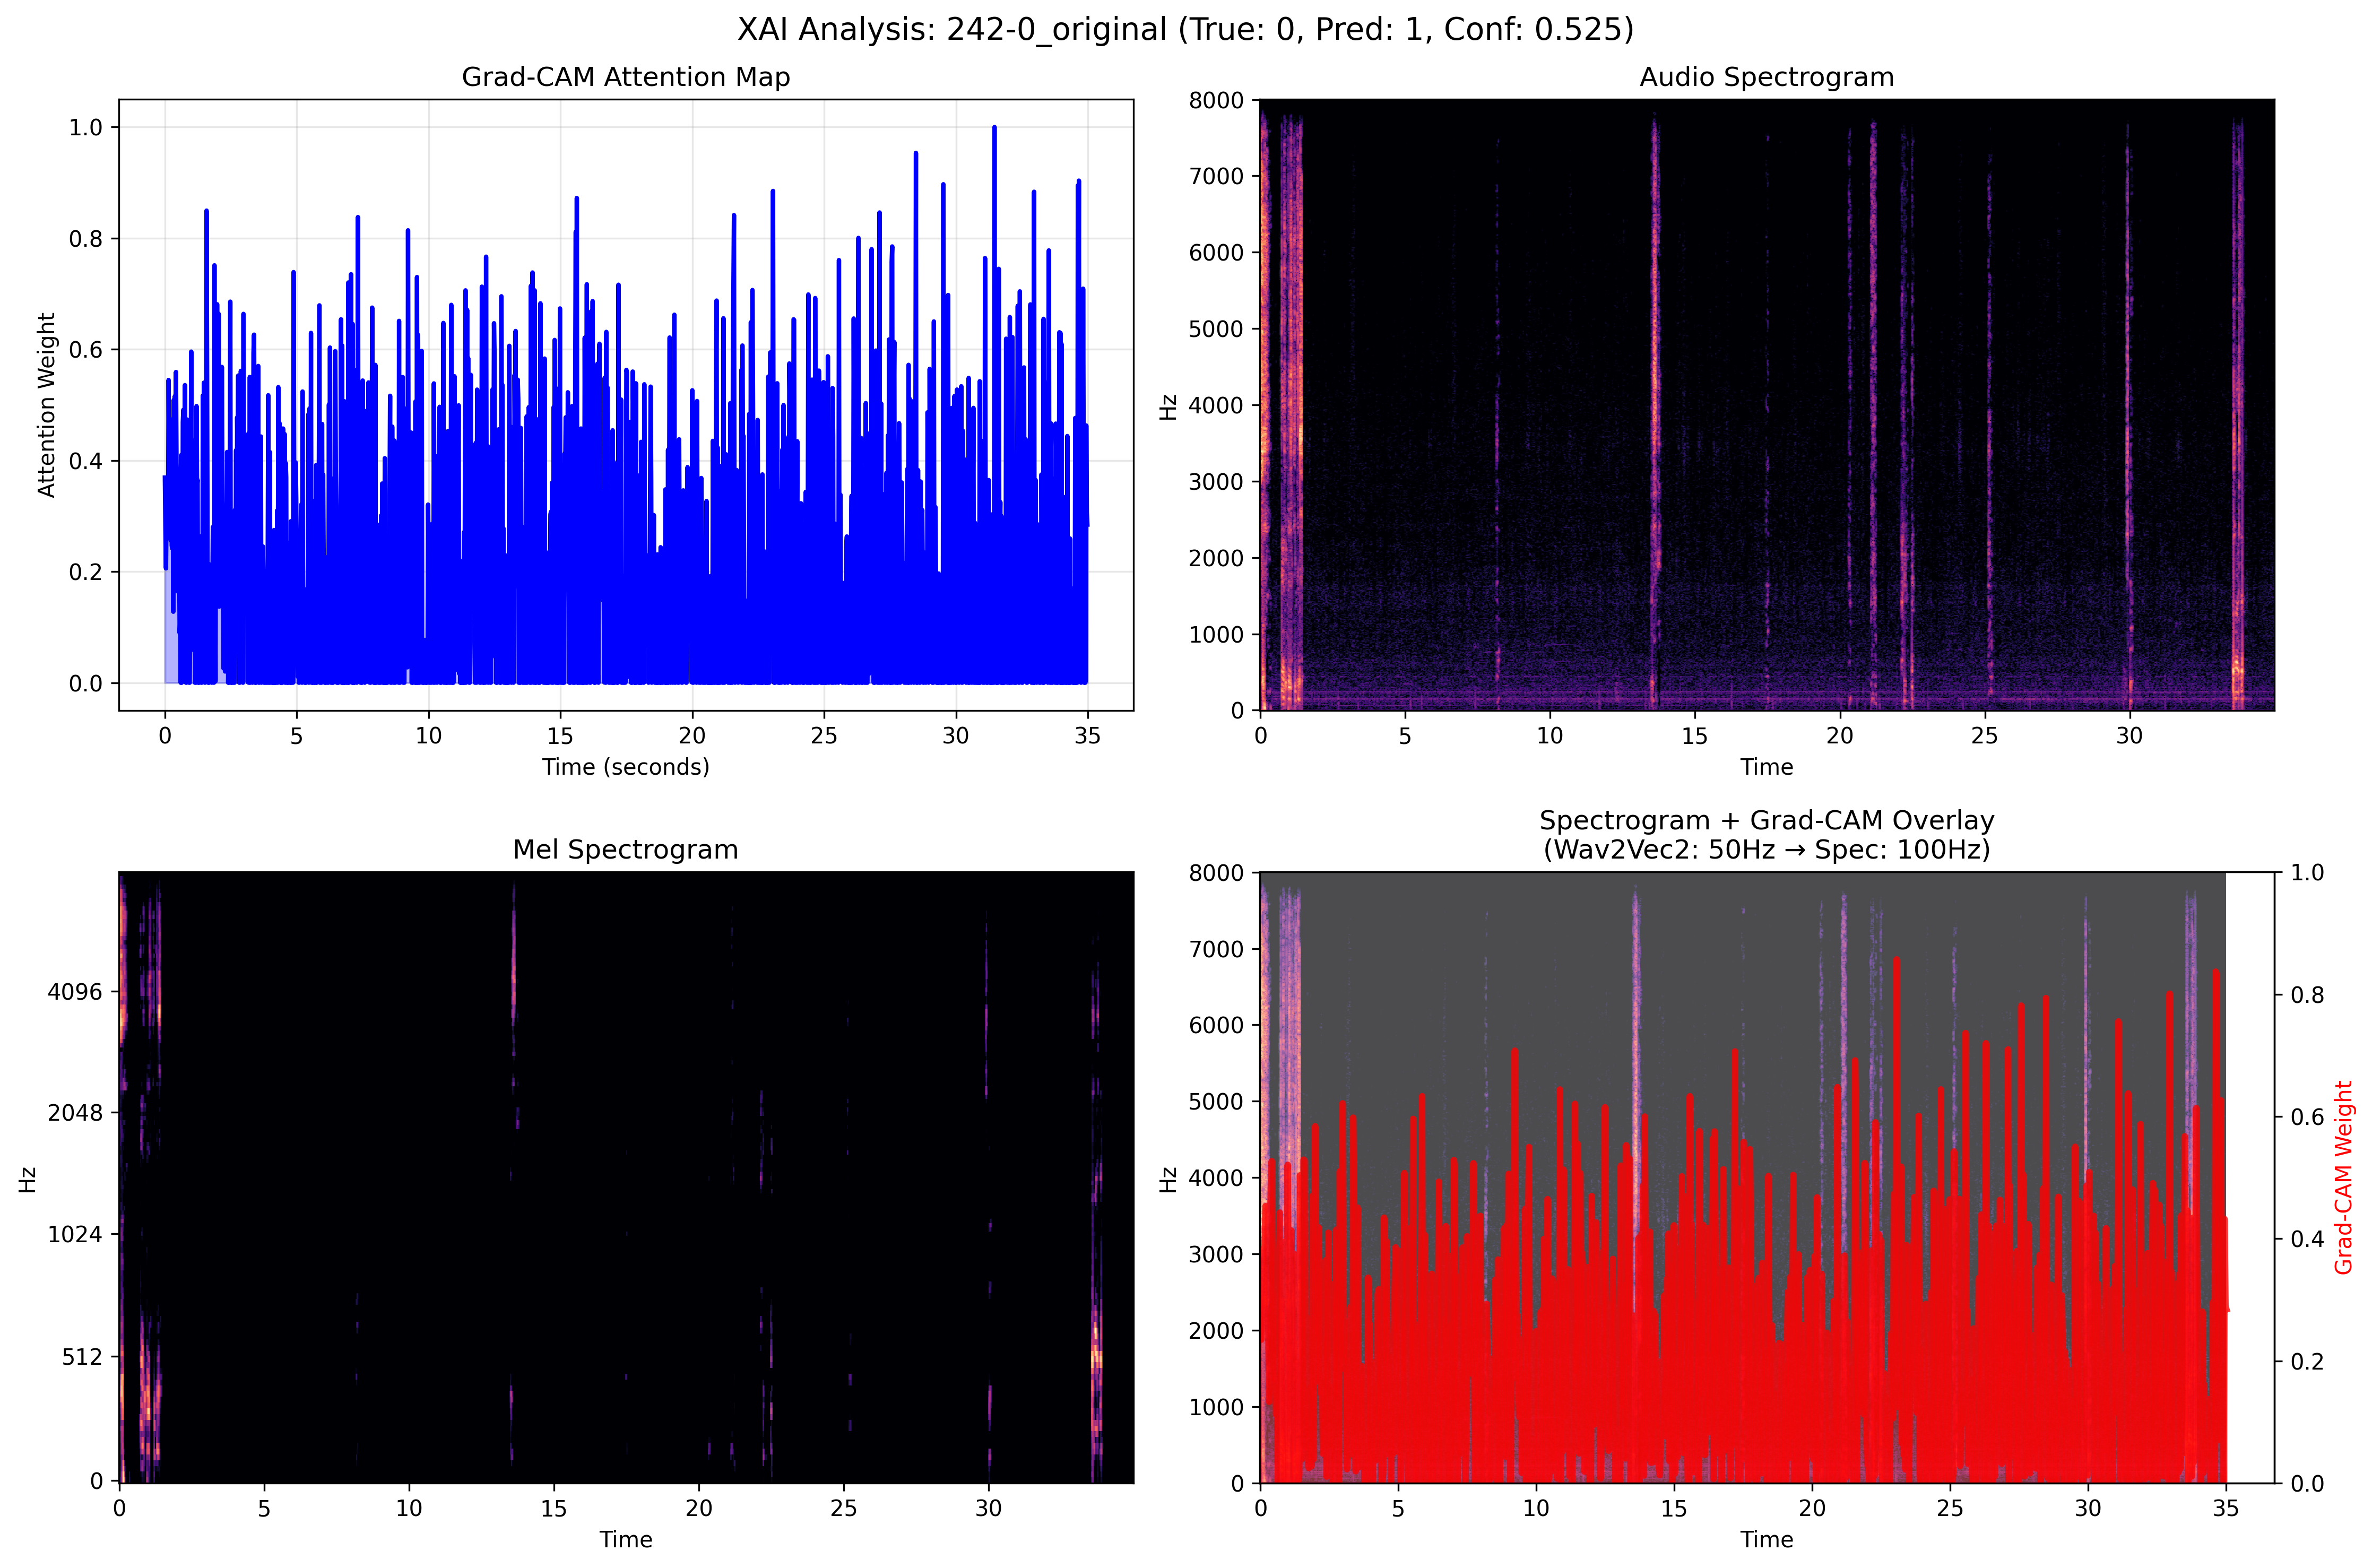 XAI Analysis: 242-0_original (True: 0, Pred: 1, Conf: 0.525)
Grad-CAM Attention Map
1.0
0.8
0.6
0.4
0.2
0.0
Attention Weight
0 5 10 15 20 25 30 35
Time (seconds)
Audio Spectrogram
8000
7000
6000
5000
4000
3000
2000
1000
0
Hz
0 5 10 15 20 25 30
Time
Mel Spectrogram
4096
2048
1024
512
0
Hz
0 5 10 15 20 25 30
Time
Spectrogram + Grad-CAM Overlay
(Wav2Vec2: 50Hz → Spec: 100Hz)
8000
7000
6000
5000
4000
3000
2000
1000
0
Hz
0 5 10 15 20 25 30 35
Time
1.0
0.8
0.6
0.4
0.2
0.0
Grad-CAM Weight